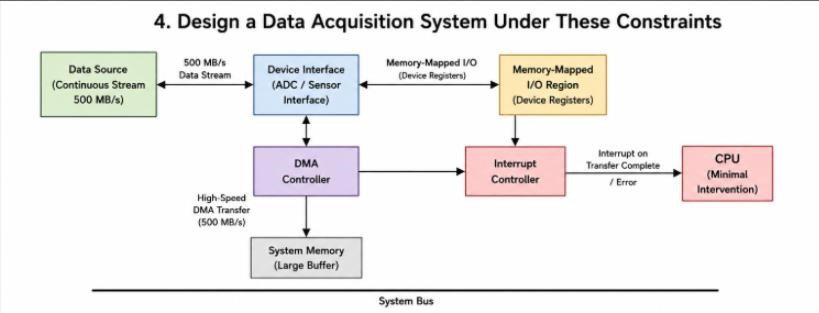 4. Design a Data Acquisition System Under These Constraints
Data Source
(Continuous Stream
500 MB/s)
500 MB/s
Data Stream
Device Interface
(ADC / Sensor
Interface)
Memory-Mapped I/O
(Device Registers)
Memory-Mapped
I/O Region
(Device Registers)
DMA
Controller
Interrupt
Controller
Interrupt on
Transfer Complete
/ Error
CPU
(Minimal
Intervention)
High-Speed
DMA Transfer
(500 MB/s)
System Memory
(Large Buffer)
System Bus